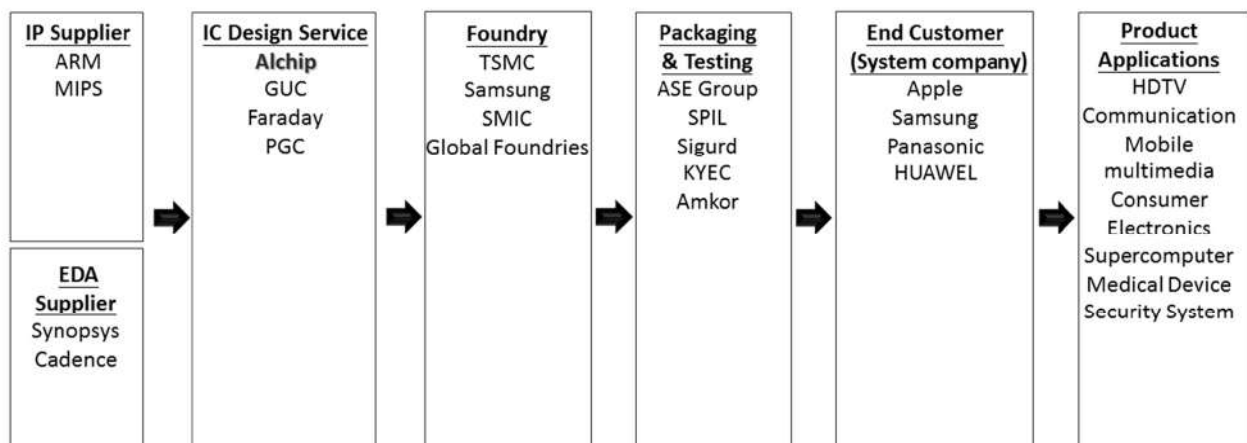 IP Supplier
ARM
MIPS
EDA
Supplier
Synopsys
Cadence
IC Design Service
Alchip
GUC
Faraday
PGC
Foundry
TSMC
Samsung
SMIC
Global Foundries
Packaging
& Testing
ASE Group
SPIL
Sigurd
KYEC
Amkor
End Customer
(System company)
Apple
Samsung
Panasonic
HUAWEL
Product
Applications
HDTV
Communication
Mobile
multimedia
Consumer
Electronics
Supercomputer
Medical Device
Security System